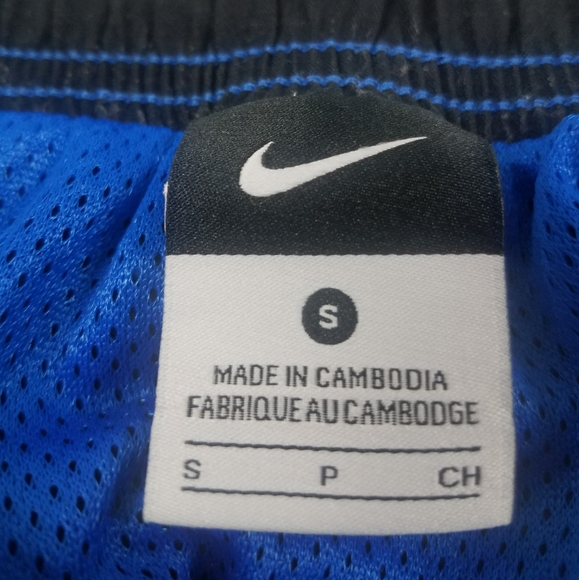 S
MADE IN CAMBODIA
FABRIQUE AU CAMBODGE
S P CH